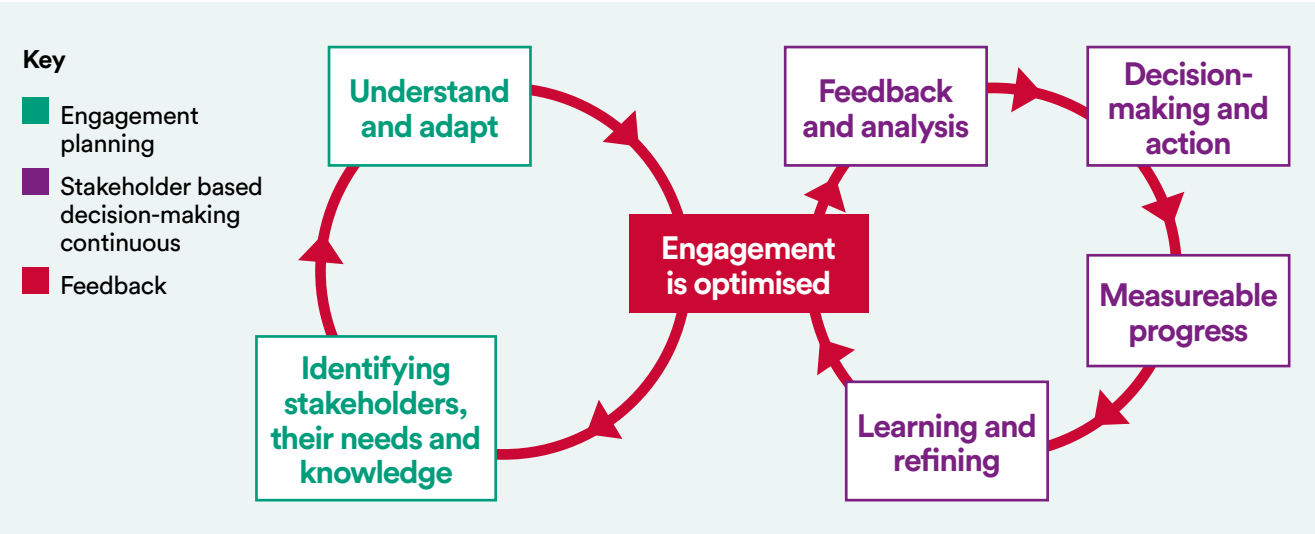 Key
Engagement
planning
Stakeholder based
decision-making
continuous
Feedback
Understand
and adapt
Identifying
stakeholders,
their needs and
knowledge
Engagement
is optimised
Feedback
and analysis
Decision-
making and
action
Measureable
progress
Learning and
refining